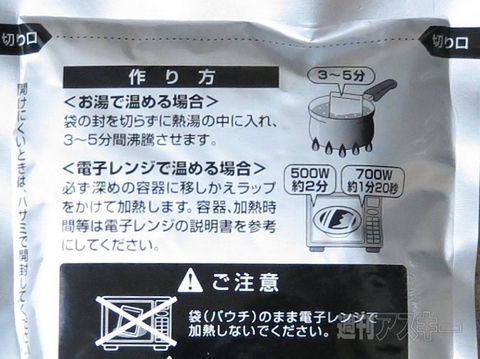 切り口
切り口
作り方
<お湯で温める場合>
袋の封を切らずに熱湯の中に入れ、
3~5分間沸騰させます。
3~5分
<電子レンジで温める場合>
必ず深めの容器に移しかえラップ
をかけて加熱します。容器、加熱時
間等は電子レンジの説明書を参考
にしてください。
500W
約2分
700W
約1分20秒
ご注意
袋(パウチ)のまま電子レンジで
加熱しないでください。
開けにくいときは、ハサミで開封してくださ
週刊アスキー